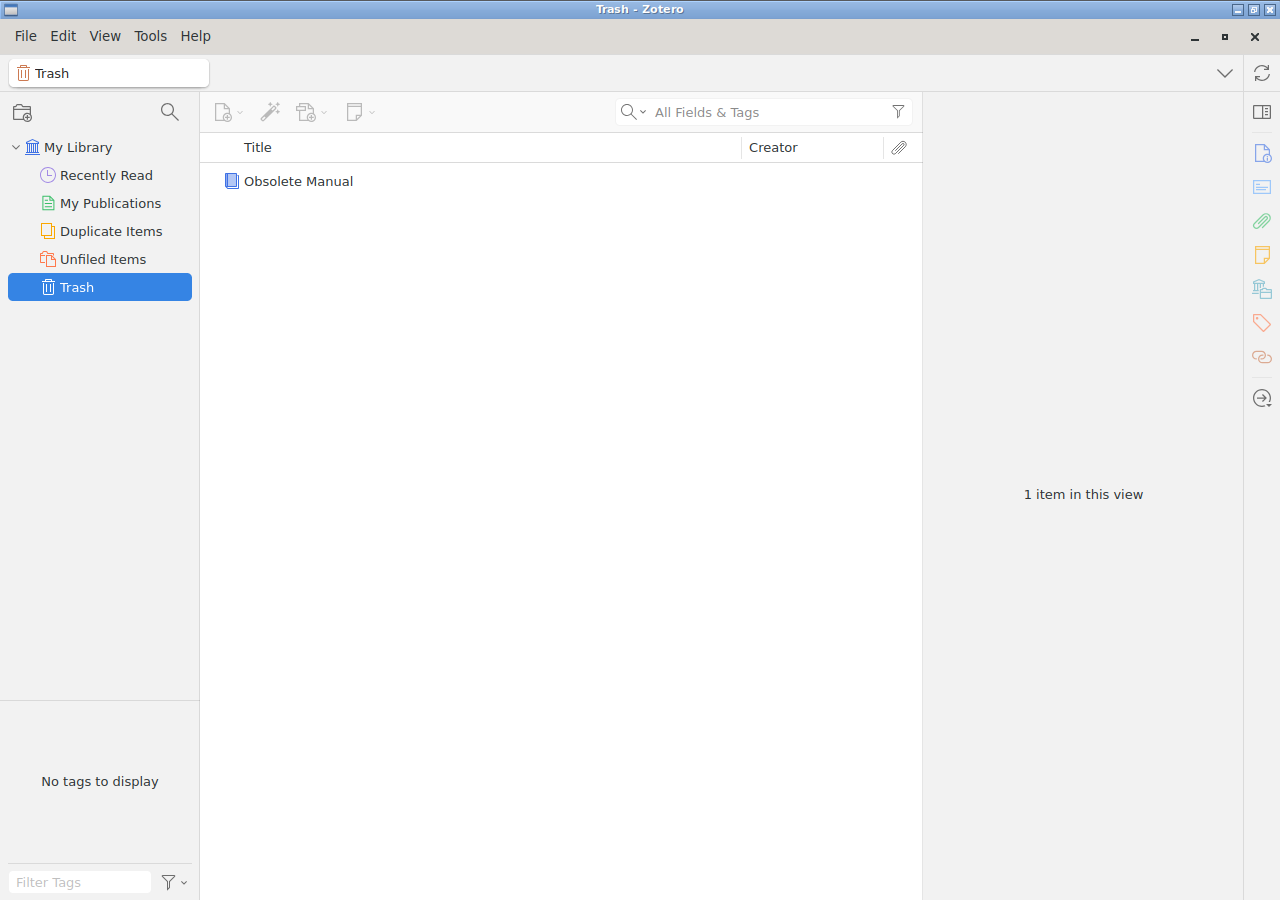 Trash - Zotero
File Edit View Tools Help
Trash
All Fields & Tags
Title Creator
My Library
Recently Read
My Publications
Duplicate Items
Unfiled Items
Trash
Obsolete Manual
1 item in this view
No tags to display
Filter Tags